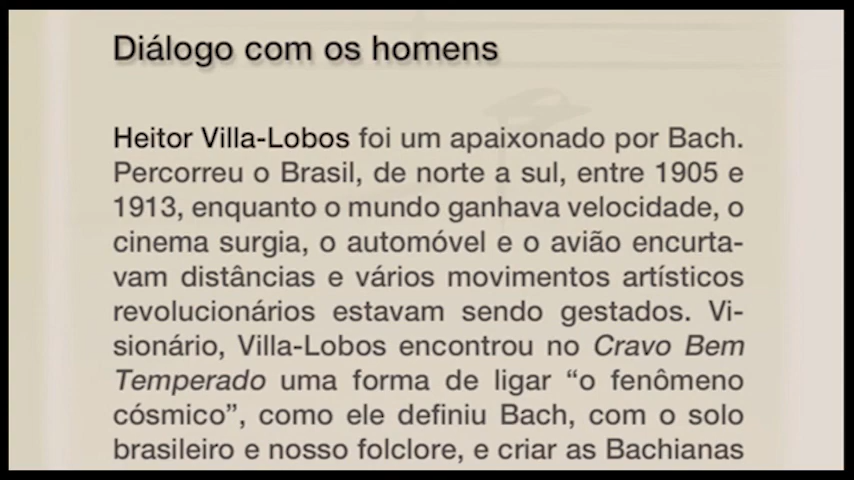 Diálogo com os homens
Heitor Villa-Lobos foi um apaixonado por Bach.
Percorreu o Brasil, de norte a sul, entre 1905 e
1913, enquanto o mundo ganhava velocidade, o
cinema surgia, o automóvel e o avião encurta-
vam distâncias e vários movimentos artísticos
revolucionários estavam sendo gestados. Vi-
sionário, Villa-Lobos encontrou no Cravo Bem
Temperado uma forma de ligar “o fenômeno
cósmico”, como ele definiu Bach, com o solo
brasileiro e nosso folclore, e criar as Bachianas